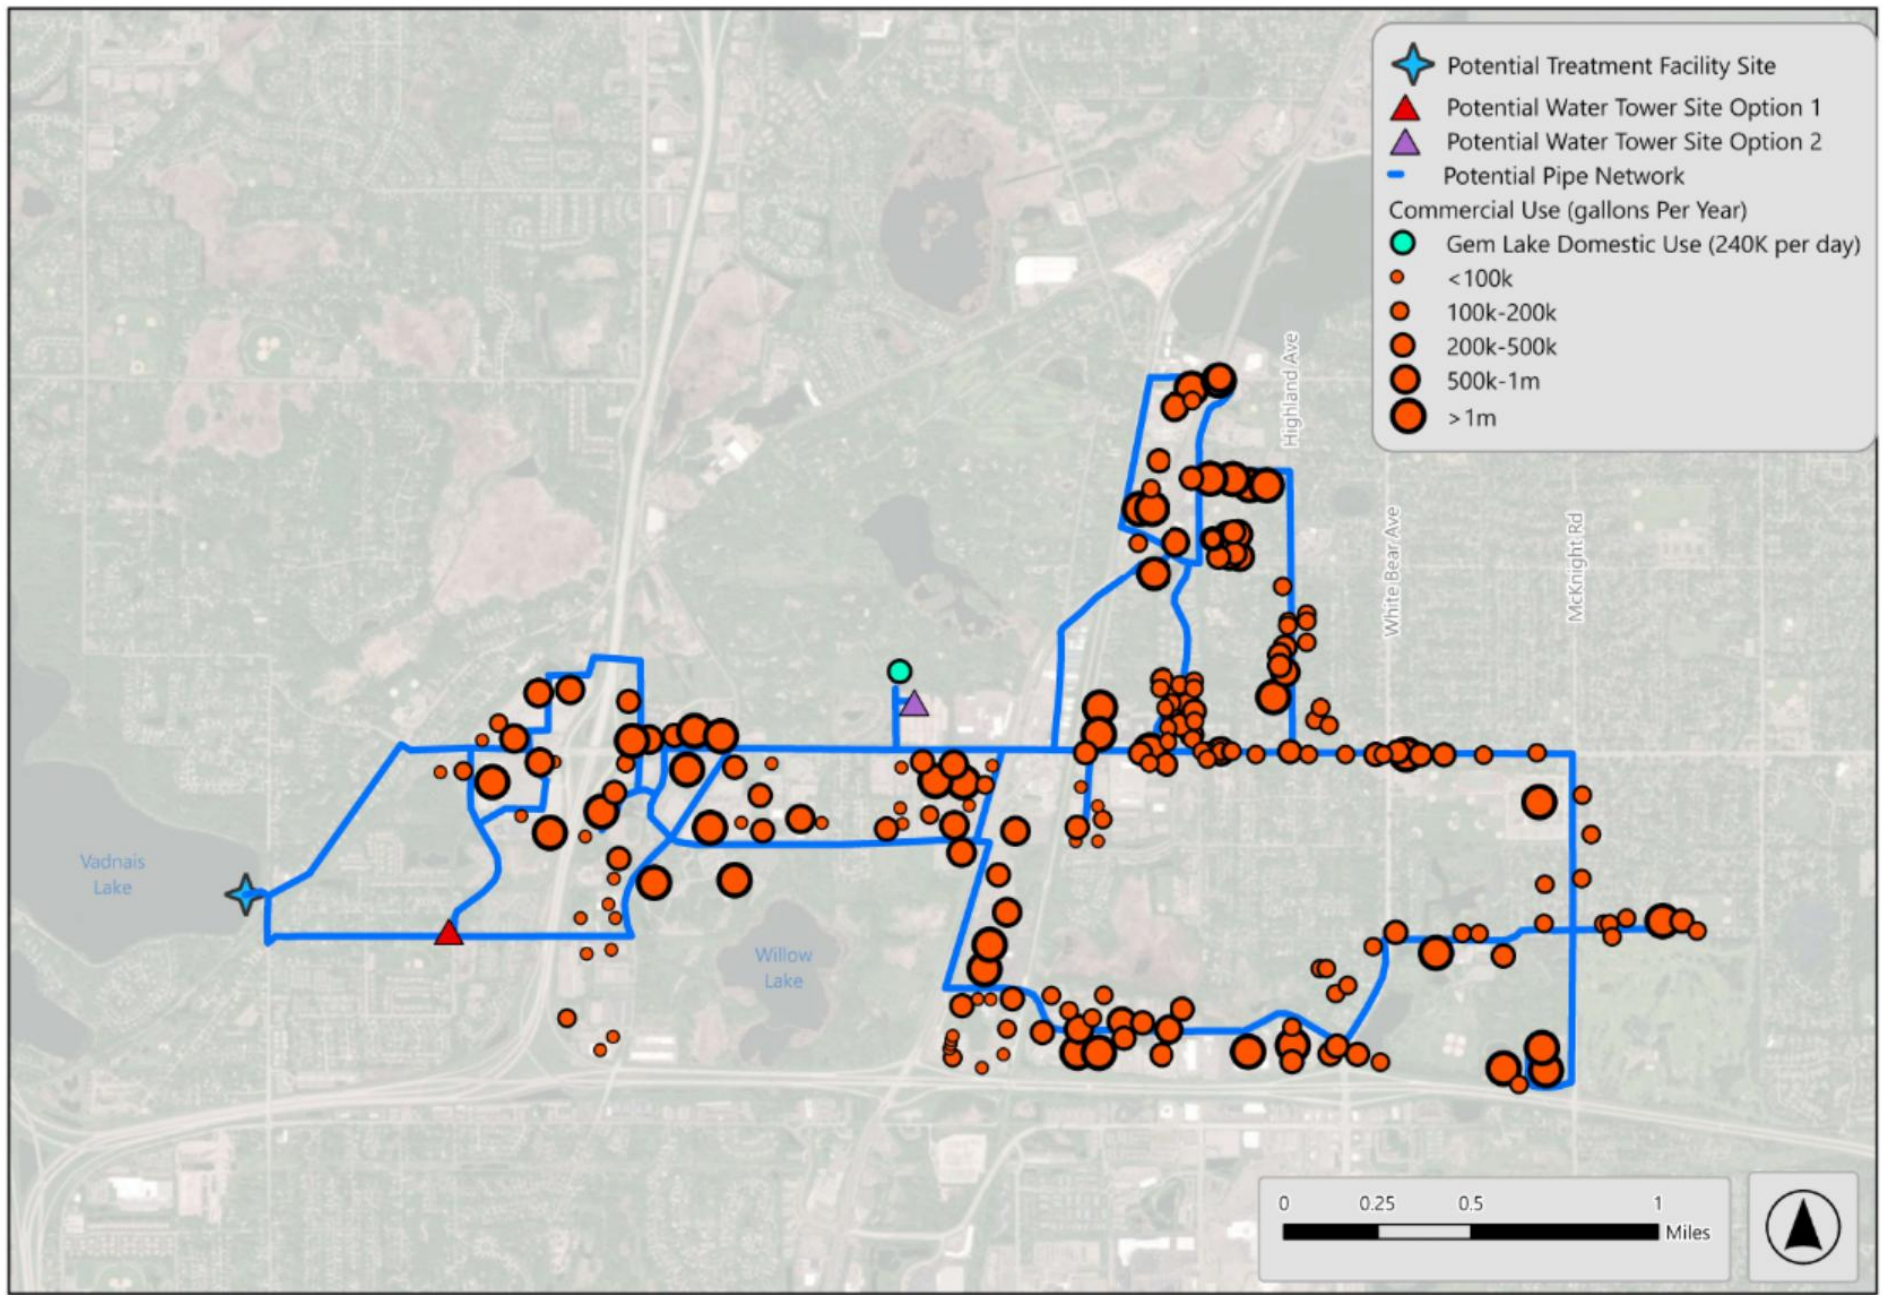 Potential Treatment Facility Site
Potential Water Tower Site Option 1
Potential Water Tower Site Option 2
Potential Pipe Network
Commercial Use (gallons Per Year)
Gem Lake Domestic Use (240K per day)
<100k
100k-200k
200k-500k
500k-1m
>1m
Highland Ave
White Bear Ave
McKnight Rd
Vadnais
Lake
Willow
Lake
0 0.25 0.5 1
Miles